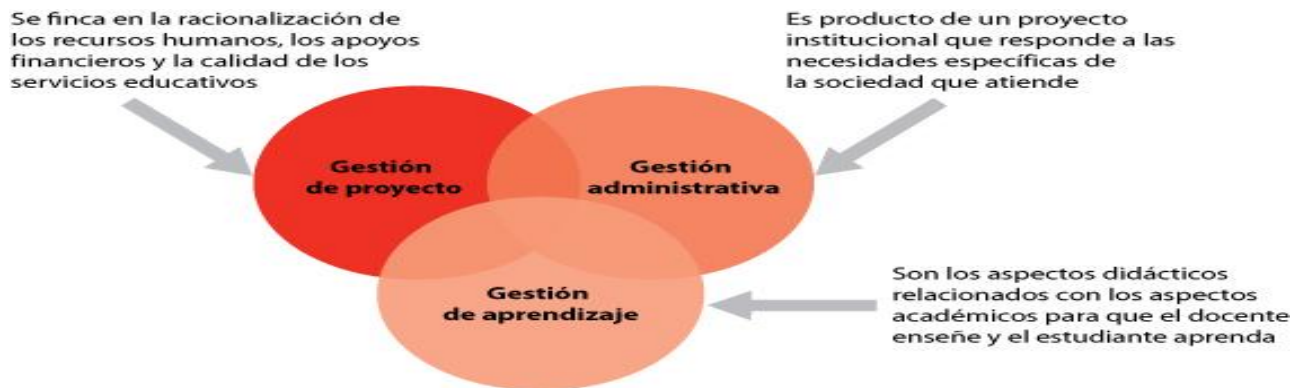 Se finca en la racionalización de
los recursos humanos, los apoyos
financieros y la calidad de los
servicios educativos
Es producto de un proyecto
institucional que responde a las
necesidades específicas de
la sociedad que atiende
Gestión
de proyecto
Gestión
administrativa
Gestión
de aprendizaje
Son los aspectos didácticos
relacionados con los aspectos
académicos para que el docente
enseñe y el estudiante aprenda